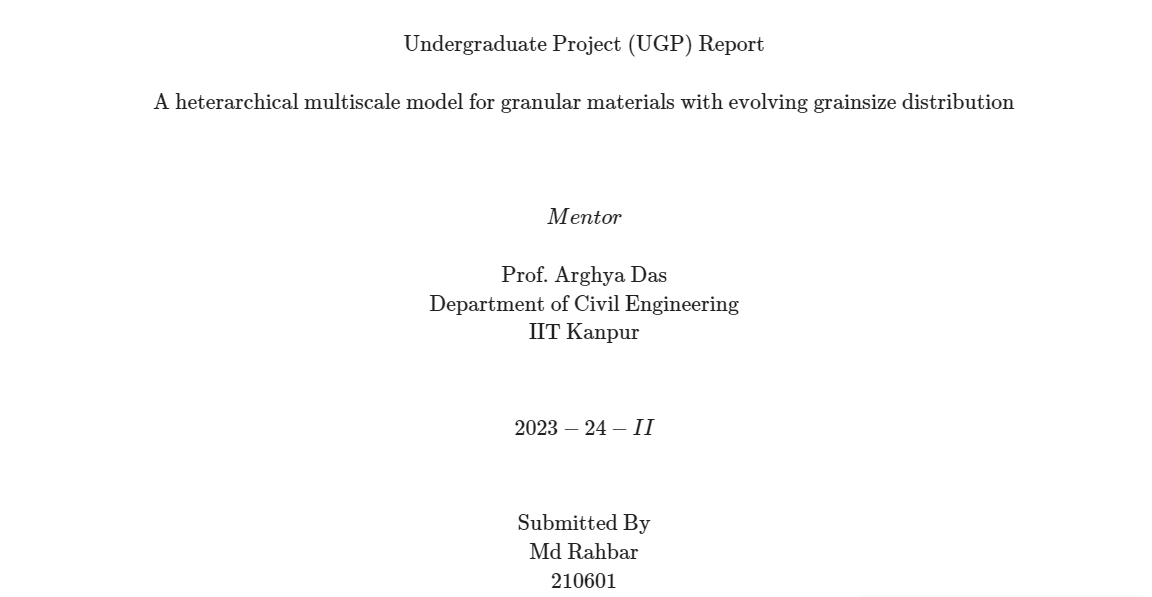 Undergraduate Project (UGP) Report
A heterarchical multiscale model for granular materials with evolving grainsize distribution
Mentor
Prof. Arghya Das
Department of Civil Engineering
IIT Kanpur
2023 – 24 – II
Submitted By
Md Rahbar
210601